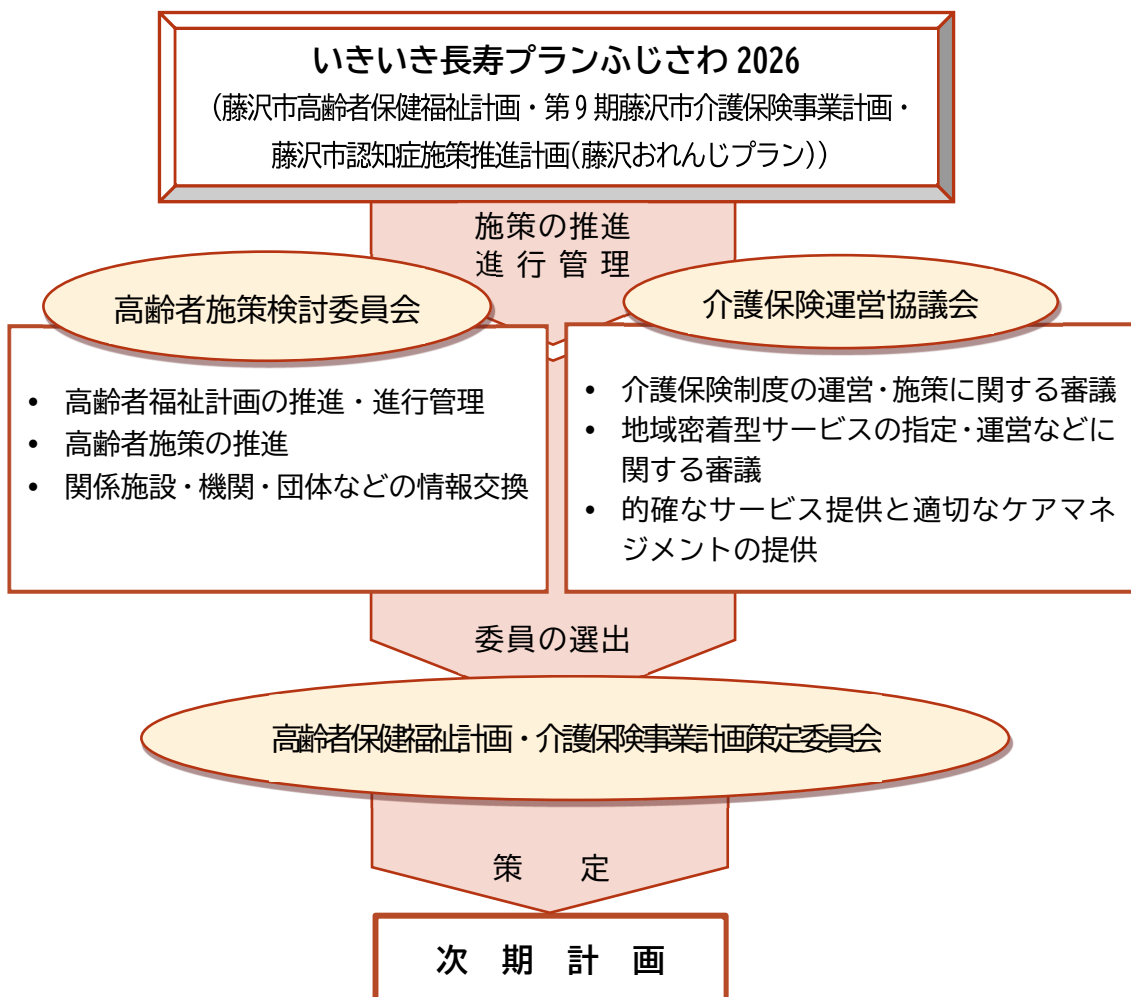 いきいき長寿プランふじさわ 2026
(藤沢市高齢者保健福祉計画・第9期藤沢市介護保険事業計画・
藤沢市認知症施策推進計画(藤沢おれんじプラン))
施策の推進
進行管理
高齢者施策検討委員会
• 高齢者福祉計画の推進・進行管理
• 高齢者施策の推進
• 関係施設・機関・団体などの情報交換
介護保険運営協議会
• 介護保険制度の運営・施策に関する審議
• 地域密着型サービスの指定・運営などに
関する審議
• 的確なサービス提供と適切なケアマネ
ジメントの提供
委員の選出
高齢者保健福祉計画・介護保険事業計画策定委員会
策　定
次 期 計 画